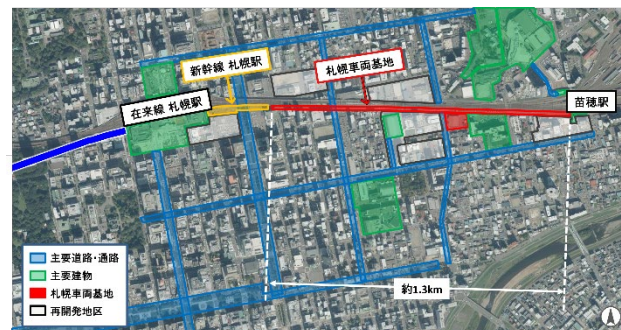 新幹線 札幌駅
札幌車両基地
在来線 札幌駅
苗穂駅
主要道路・通路
主要建物
札幌車両基地
再開発地区
約1.3km